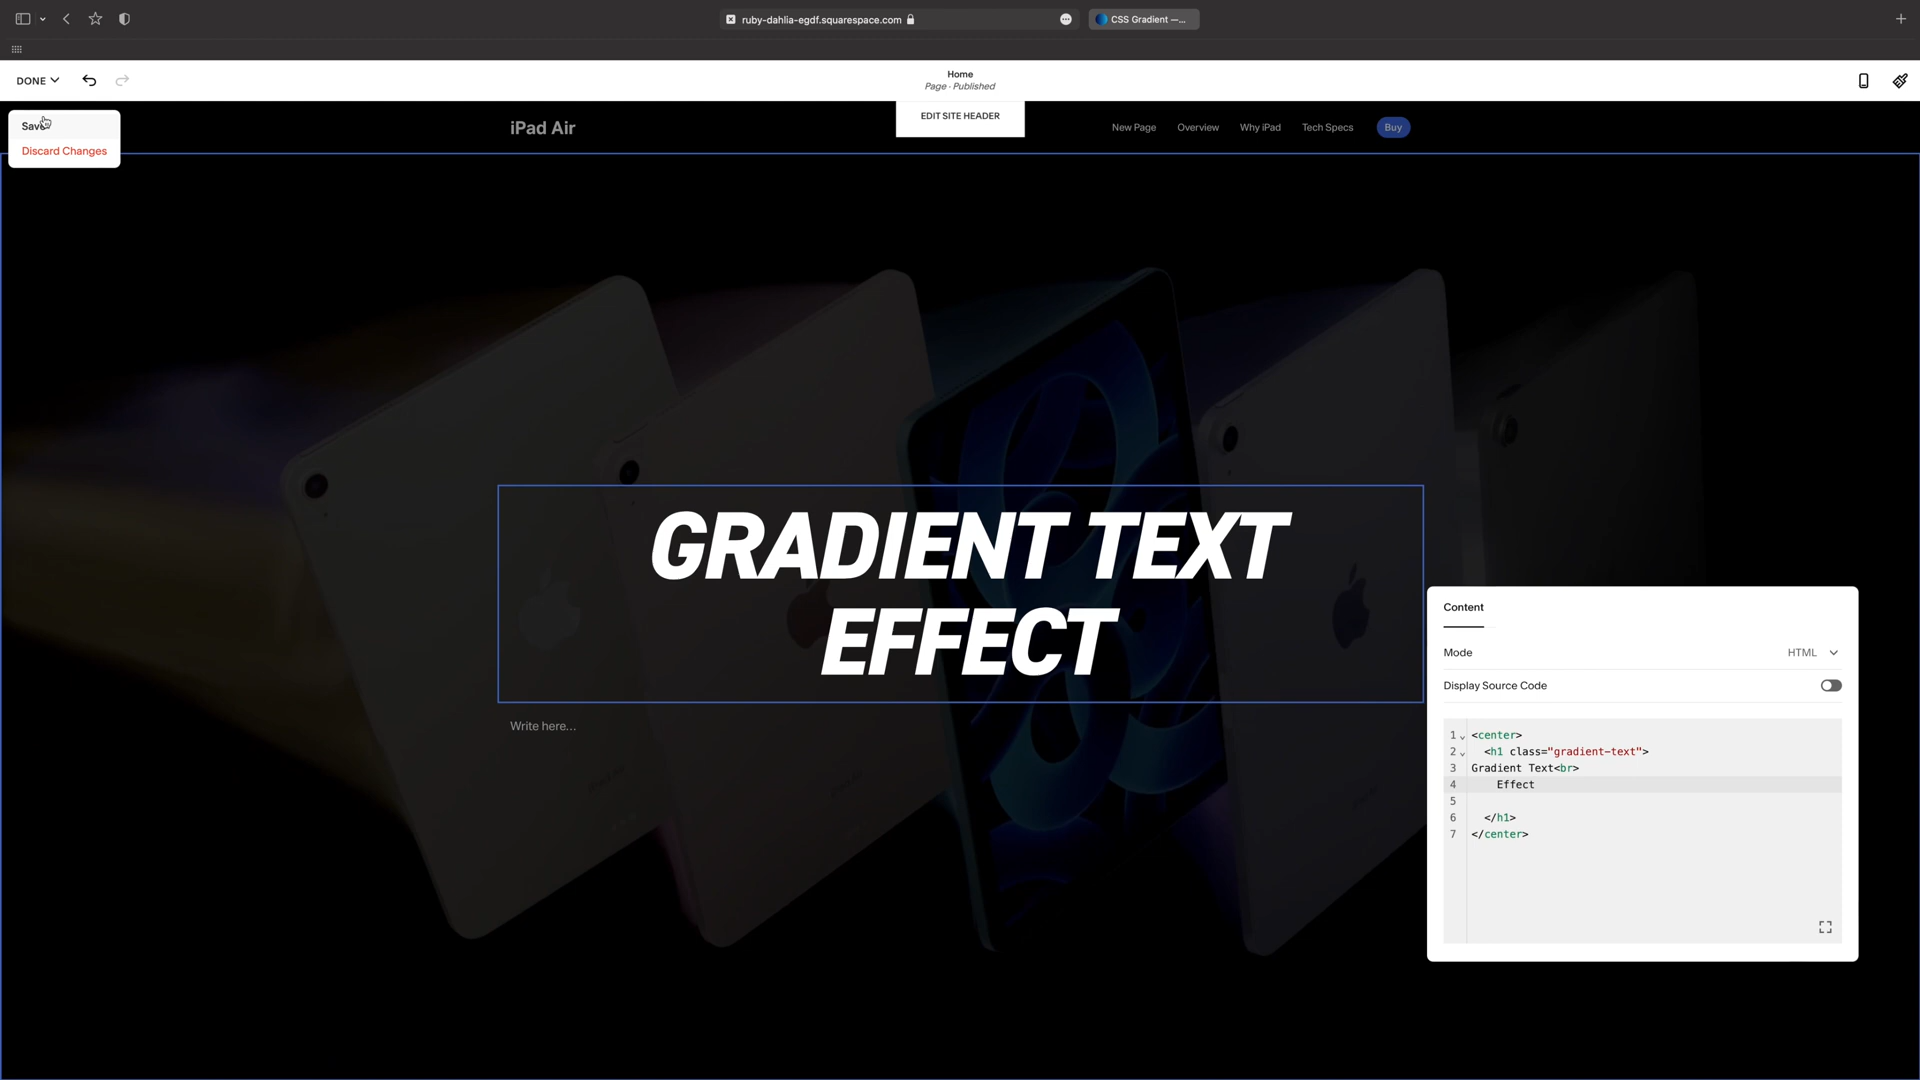 ruby-dahlia-egdf.squarespace.com
CSS Gradient —...
DONE
Home
Page · Published
Save
Discard Changes
iPad Air
EDIT SITE HEADER
New Page
Overview
Why iPad
Tech Specs
Buy
GRADIENT TEXT
EFFECT
Write here...
Content
Mode
HTML
Display Source Code
1 <center>
2 <h1 class="gradient-text">
3 Gradient Text<br>
4 Effect
5
6 </h1>
7 </center>